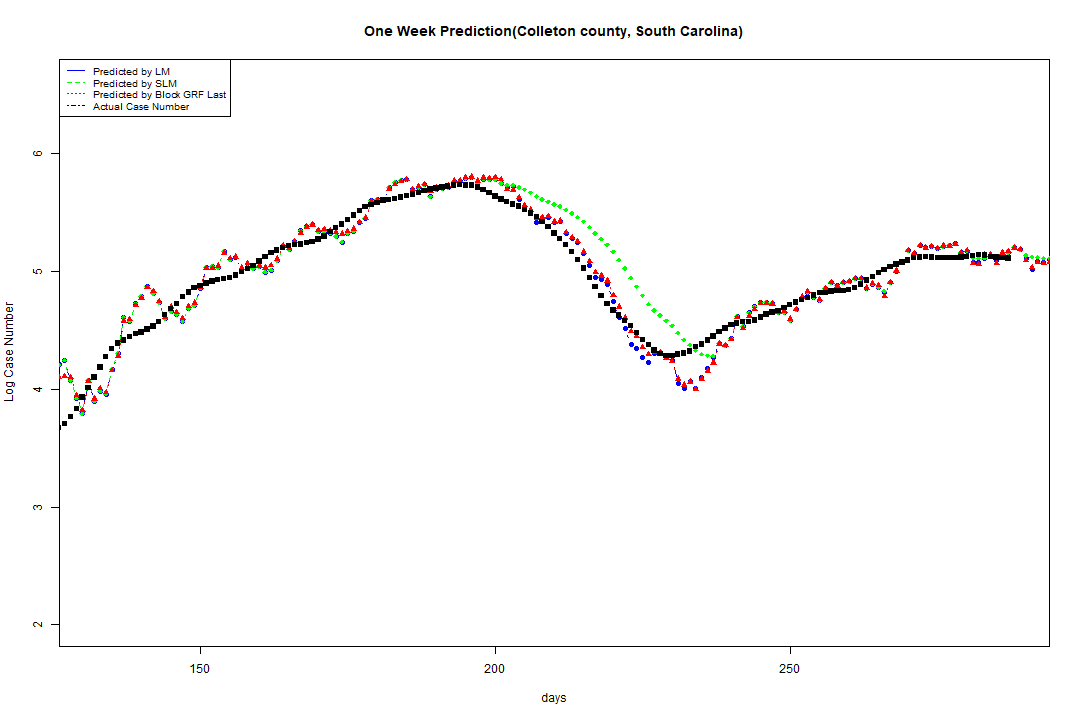 One Week Prediction(Colleton county, South Carolina)
Predicted by LM
Predicted by SLM
Predicted by Block GRF Last
Actual Case Number
Log Case Number
6
5
4
3
2
150
200
250
days